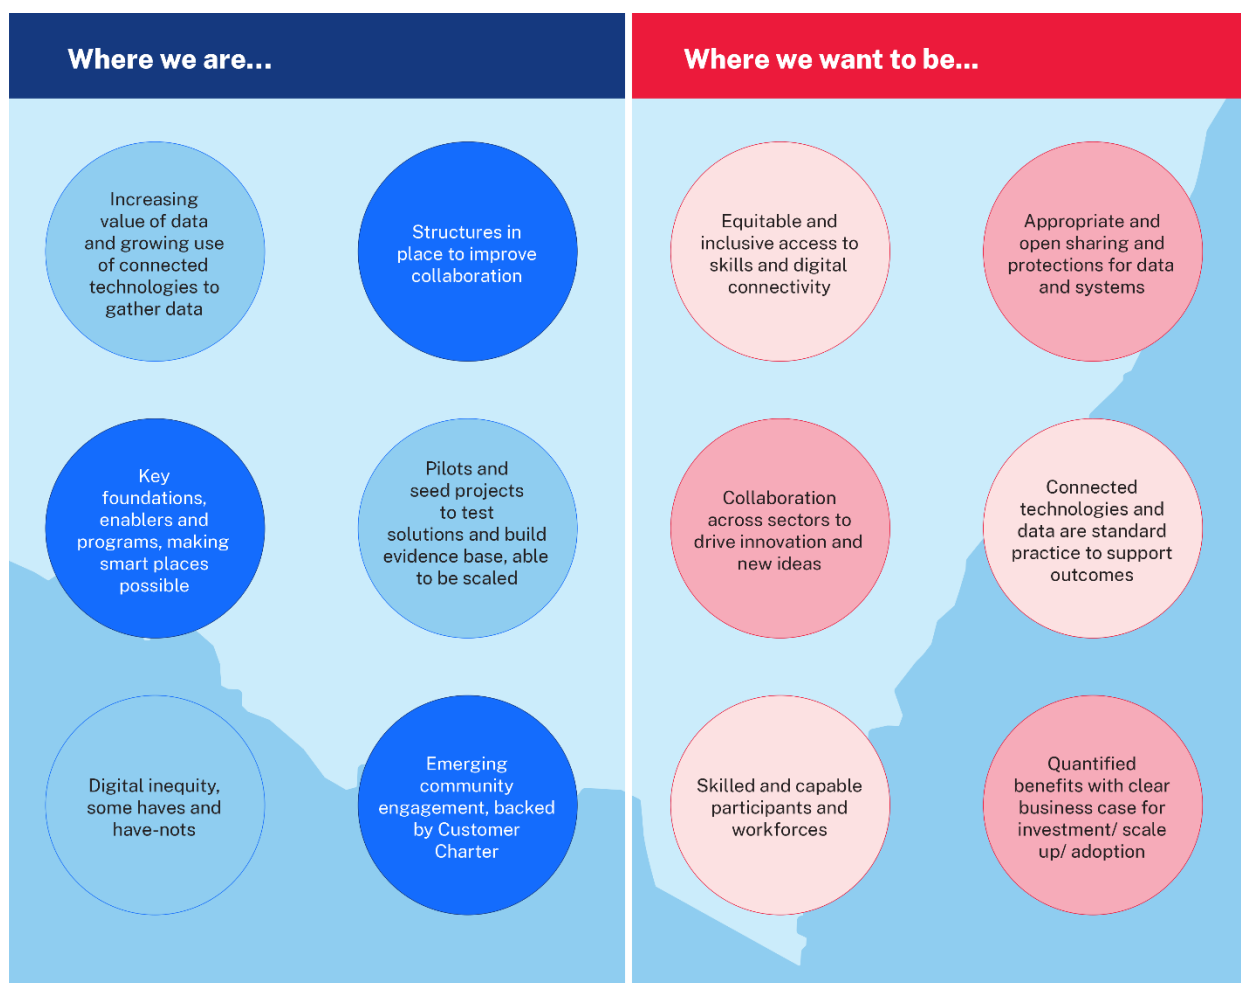 Where we are...
Increasing
value of data
and growing use
of connected
technologies to
gather data
Structures in
place to improve
collaboration
Key
foundations,
enablers and
programs, making
smart places
possible
Pilots and
seed projects
to test
solutions and build
evidence base, able
to be scaled
Digital inequity,
some haves and
have-nots
Emerging
community
engagement, backed
by Customer
Charter
Where we want to be...
Equitable and
inclusive access to
skills and digital
connectivity
Appropriate and
open sharing and
protections for data
and systems
Collaboration
across sectors to
drive innovation and
new ideas
Connected
technologies and
data are standard
practice to support
outcomes
Skilled and capable
participants and
workforces
Quantified
benefits with clear
business case for
investment/ scale
up/ adoption